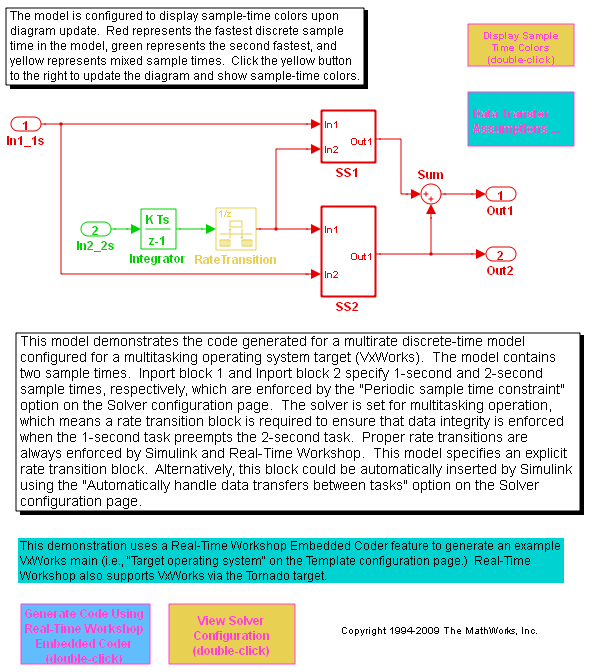 The model is configured to display sample-time colors upon
diagram update.  Red represents the fastest discrete sample
time in the model, green represents the second fastest, and
yellow represents mixed sample times.  Click the yellow button
to the right to update the diagram and show sample-time colors.
Display Sample
Time Colors
(double-click)
Data Transfer
Assumptions ...
1
In1_1s
In1
In2
Out1
SS1
Sum
++
1
Out1
2
In2_2s
K Ts
z-1
Integrator
1/z
RateTransition
In1
In2
Out1
SS2
2
Out2
This model demonstrates the code generated for a multirate discrete-time model
configured for a multitasking operating system target (VxWorks).  The model contains
two sample times.  Inport block 1 and Inport block 2 specify 1-second and 2-second
sample times, respectively, which are enforced by the "Periodic sample time constraint"
option on the Solver configuration page.  The solver is set for multitasking operation,
which means a rate transition block is required to ensure that data integrity is enforced
when the 1-second task preempts the 2-second task.  Proper rate transitions are
always enforced by Simulink and Real-Time Workshop.  This model specifies an explicit
rate transition block.  Alternatively, this block could be automatically inserted by Simulink
using the "Automatically handle data transfers between tasks" option on the Solver
configuration page.
This demonstration uses a Real-Time Workshop Embedded Coder feature to generate an example
VxWorks main (i.e., "Target operating system" on the Template configuration page.)  Real-Time
Workshop also supports VxWorks via the Tornado target.
Generate Code Using
Real-Time Workshop
Embedded Coder
(double-click)
View Solver
Configuration
(double-click)
Copyright 1994-2009 The MathWorks, Inc.